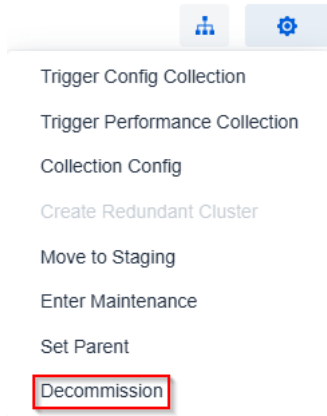 Trigger Config Collection
Trigger Performance Collection
Collection Config
Create Redundant Cluster
Move to Staging
Enter Maintenance
Set Parent
Decommission